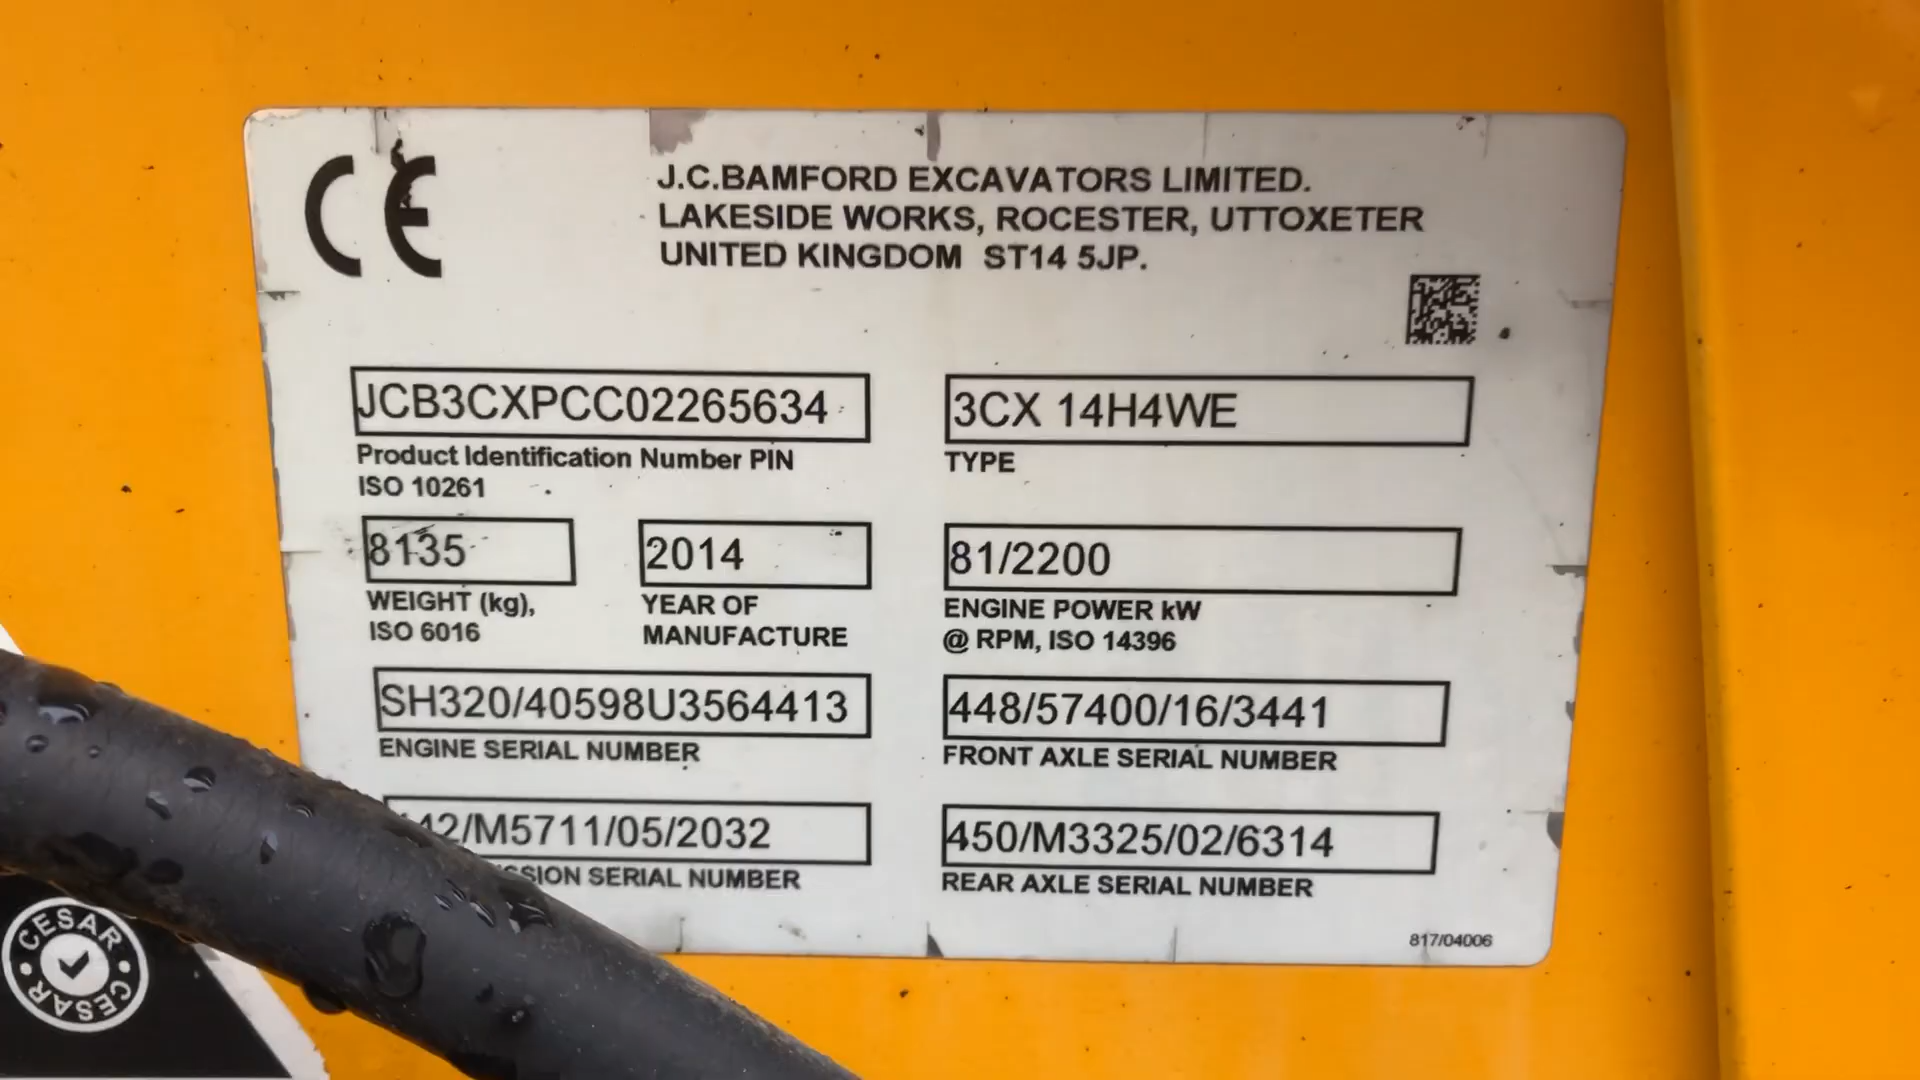 CE
J.C.BAMFORD EXCAVATORS LIMITED.
LAKESIDE WORKS, ROCESTER, UTTOXETER
UNITED KINGDOM ST14 5JP.
JCB3CXPCC02265634
Product Identification Number PIN
ISO 10261
3CX 14H4WE
TYPE
8135
WEIGHT (kg),
ISO 6016
2014
YEAR OF
MANUFACTURE
81/2200
ENGINE POWER kW
@ RPM, ISO 14396
SH320/40598U3564413
ENGINE SERIAL NUMBER
448/57400/16/3441
FRONT AXLE SERIAL NUMBER
42/M5711/05/2032
SERIAL NUMBER
450/M3325/02/6314
REAR AXLE SERIAL NUMBER
817/04006
CESAR
CESAR